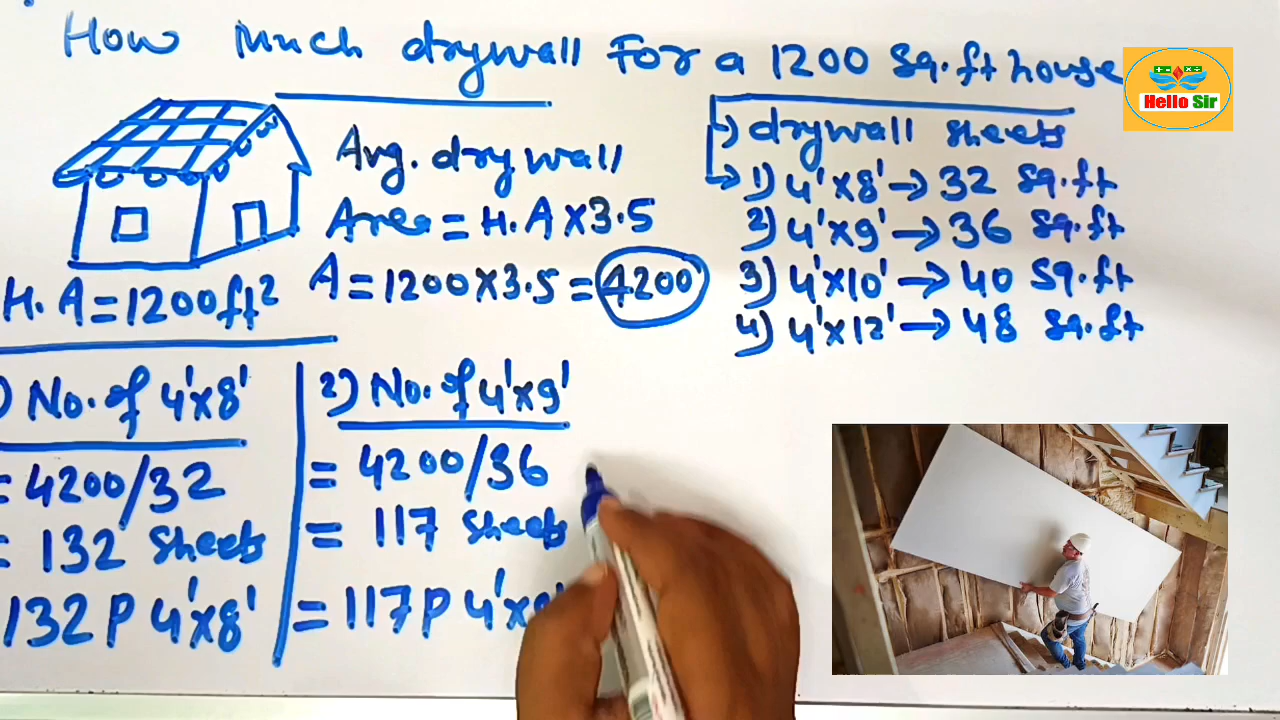 How Much drywall For a 1200 Sq.ft house
Hello Sir
Avg. drywall
Area = H.A X 3.5
A = 1200 X 3.5 = 4200
H.A = 1200ft²
drywall sheets
1) 4'x8' → 32 Sq.ft
2) 4'x9' → 36 Sq.ft
3) 4'x10' → 40 Sq.ft
4) 4'x12' → 48 Sq.ft
) No. of 4'x8'
= 4200/32
= 132 Sheets
132 P 4'x8'
2) No. of 4'x9'
= 4200/36
= 117 Sheets
= 117P 4'x9